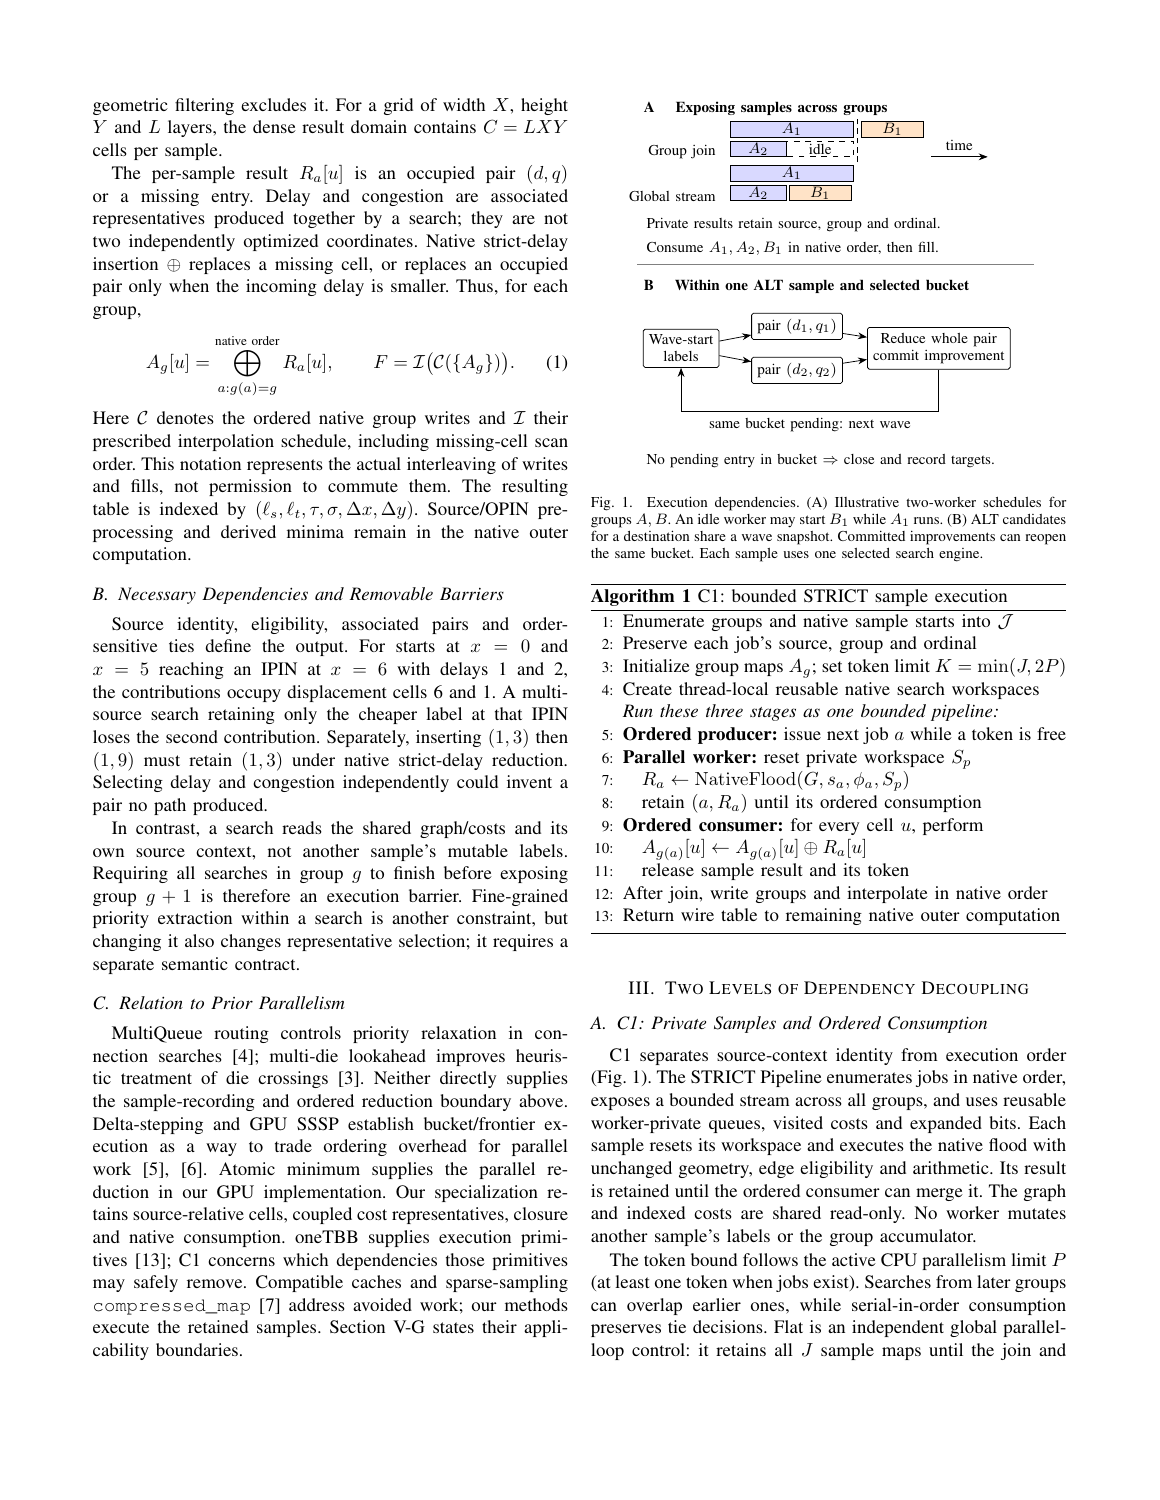 geometric filtering excludes it. For a grid of width X, height
Y and L layers, the dense result domain contains C = LXY
cells per sample.
The per-sample result Rₐ[u] is an occupied pair (d, q)
or a missing entry. Delay and congestion are associated
representatives produced together by a search; they are not
two independently optimized coordinates. Native strict-delay
insertion ⊕ replaces a missing cell, or replaces an occupied
pair only when the incoming delay is smaller. Thus, for each
group,
native order
A_g[u] = ⨁ Rₐ[u], F = ℐ(𝒞({A_g})). (1)
a:g(a)=g
Here 𝒞 denotes the ordered native group writes and ℐ their
prescribed interpolation schedule, including missing-cell scan
order. This notation represents the actual interleaving of writes
and fills, not permission to commute them. The resulting
table is indexed by (ℓₛ, ℓₜ, τ, σ, Δx, Δy). Source/OPIN pre-
processing and derived minima remain in the native outer
computation.
B. Necessary Dependencies and Removable Barriers
Source identity, eligibility, associated pairs and order-
sensitive ties define the output. For starts at x = 0 and
x = 5 reaching an IPIN at x = 6 with delays 1 and 2,
the contributions occupy displacement cells 6 and 1. A multi-
source search retaining only the cheaper label at that IPIN
loses the second contribution. Separately, inserting (1, 3) then
(1, 9) must retain (1, 3) under native strict-delay reduction.
Selecting delay and congestion independently could invent a
pair no path produced.
In contrast, a search reads the shared graph/costs and its
own source context, not another sample's mutable labels.
Requiring all searches in group g to finish before exposing
group g + 1 is therefore an execution barrier. Fine-grained
priority extraction within a search is another constraint, but
changing it also changes representative selection; it requires a
separate semantic contract.
C. Relation to Prior Parallelism
MultiQueue routing controls priority relaxation in con-
nection searches [4]; multi-die lookahead improves heuris-
tic treatment of die crossings [3]. Neither directly supplies
the sample-recording and ordered reduction boundary above.
Delta-stepping and GPU SSSP establish bucket/frontier ex-
ecution as a way to trade ordering overhead for parallel
work [5], [6]. Atomic minimum supplies the parallel re-
duction in our GPU implementation. Our specialization re-
tains source-relative cells, coupled cost representatives, closure
and native consumption. oneTBB supplies execution primi-
tives [13]; C1 concerns which dependencies those primitives
may safely remove. Compatible caches and sparse-sampling
compressed_map [7] address avoided work; our methods
execute the retained samples. Section V-G states their appli-
cability boundaries.
A Exposing samples across groups
A₁ B₁
Group join A₂ idle time
A₁
Global stream A₂ B₁
Private results retain source, group and ordinal.
Consume A₁, A₂, B₁ in native order, then fill.
B Within one ALT sample and selected bucket
Wave-start
labels
pair (d₁, q₁)
pair (d₂, q₂)
Reduce whole pair
commit improvement
same bucket pending: next wave
No pending entry in bucket ⇒ close and record targets.
Fig. 1. Execution dependencies. (A) Illustrative two-worker schedules for
groups A, B. An idle worker may start B₁ while A₁ runs. (B) ALT candidates
for a destination share a wave snapshot. Committed improvements can reopen
the same bucket. Each sample uses one selected search engine.
Algorithm 1 C1: bounded STRICT sample execution
1: Enumerate groups and native sample starts into 𝒥
2: Preserve each job's source, group and ordinal
3: Initialize group maps A_g; set token limit K = min(J, 2P)
4: Create thread-local reusable native search workspaces
Run these three stages as one bounded pipeline:
5: Ordered producer: issue next job a while a token is free
6: Parallel worker: reset private workspace Sₚ
7: Rₐ ← NativeFlood(G, sₐ, ϕₐ, Sₚ)
8: retain (a, Rₐ) until its ordered consumption
9: Ordered consumer: for every cell u, perform
10: A_g(a)[u] ← A_g(a)[u] ⊕ Rₐ[u]
11: release sample result and its token
12: After join, write groups and interpolate in native order
13: Return wire table to remaining native outer computation
III. TWO LEVELS OF DEPENDENCY DECOUPLING
A. C1: Private Samples and Ordered Consumption
C1 separates source-context identity from execution order
(Fig. 1). The STRICT Pipeline enumerates jobs in native order,
exposes a bounded stream across all groups, and uses reusable
worker-private queues, visited costs and expanded bits. Each
sample resets its workspace and executes the native flood with
unchanged geometry, edge eligibility and arithmetic. Its result
is retained until the ordered consumer can merge it. The graph
and indexed costs are shared read-only. No worker mutates
another sample's labels or the group accumulator.
The token bound follows the active CPU parallelism limit P
(at least one token when jobs exist). Searches from later groups
can overlap earlier ones, while serial-in-order consumption
preserves tie decisions. Flat is an independent global parallel-
loop control: it retains all J sample maps until the join and